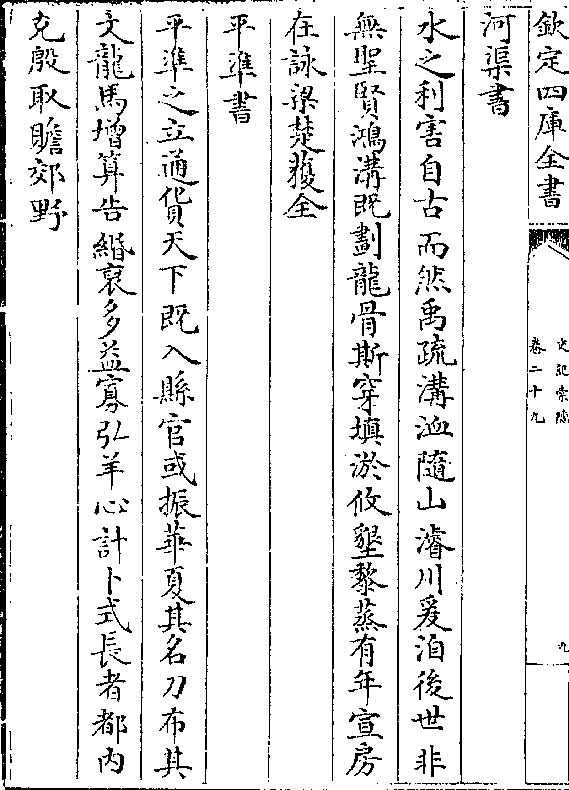 欽定四庫全書
史記索隱
卷二十九
九
河渠書
水之利害自古而然禹疏溝洫隨山濬川爰洎後世非
無聖賢鴻溝既劃龍骨斯穿填淤攸墾黎蒸有年宣房
在詠梁楚獲全
平準書
平準之立通貨天下既入縣官或振華夏其名刀布其
文龍馬增算告緡裒多益寡弘羊心計卜式長者都內
充殷取贍郊野